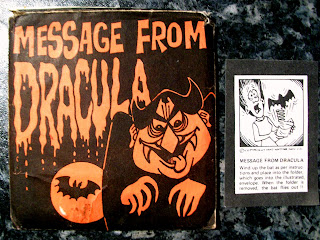 MESSAGE FROM
DRACULA
MESSAGE FROM DRACULA
Wind up the bat as per instruc-
tions and place into the folder,
which goes into the illustrated
envelope. When the folder is
removed, the bat flies out !!